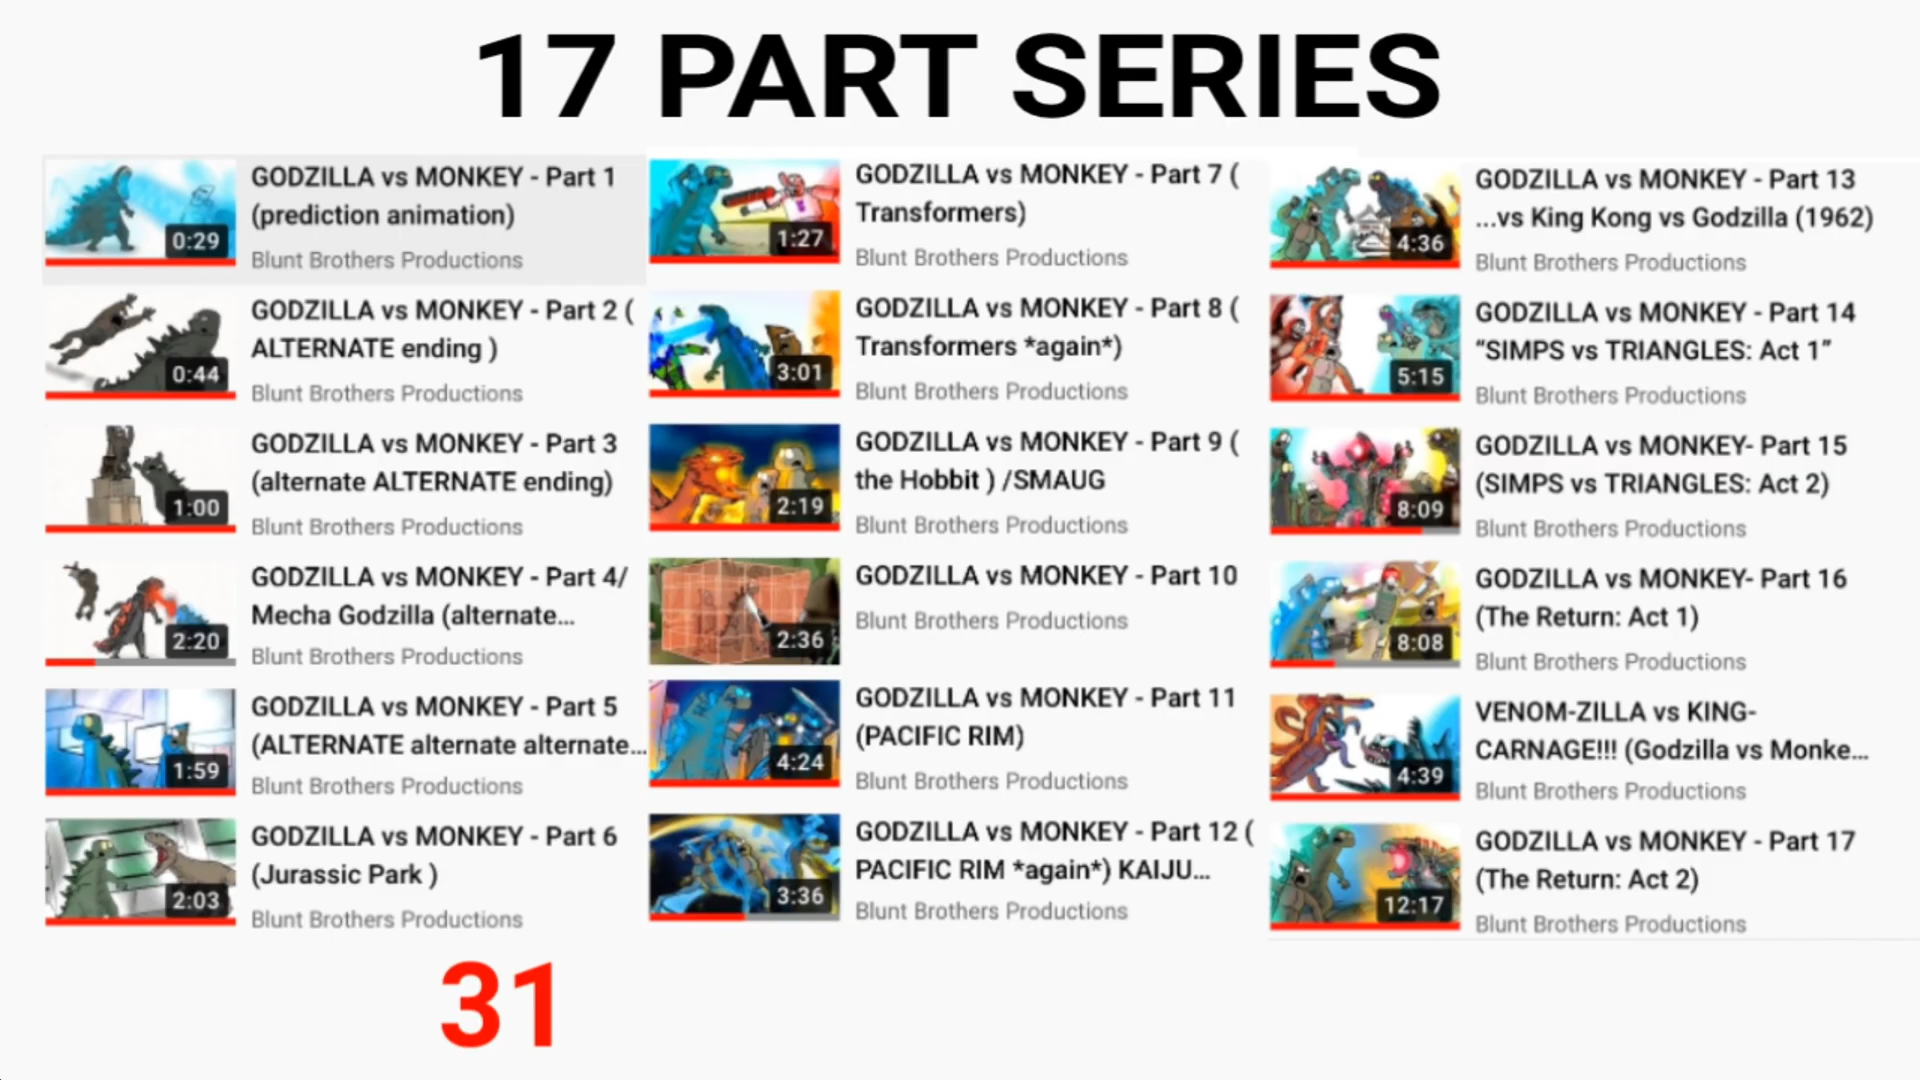 17 PART SERIES
GODZILLA vs MONKEY - Part 1
(prediction animation)
0:29
Blunt Brothers Productions
GODZILLA vs MONKEY - Part 2 (
ALTERNATE ending )
0:44
Blunt Brothers Productions
GODZILLA vs MONKEY - Part 3
(alternate ALTERNATE ending)
1:00
Blunt Brothers Productions
GODZILLA vs MONKEY - Part 4/
Mecha Godzilla (alternate...
2:20
Blunt Brothers Productions
GODZILLA vs MONKEY - Part 5
(ALTERNATE alternate alternate...
1:59
Blunt Brothers Productions
GODZILLA vs MONKEY - Part 6
(Jurassic Park )
2:03
Blunt Brothers Productions
GODZILLA vs MONKEY - Part 7 (
Transformers)
1:27
Blunt Brothers Productions
GODZILLA vs MONKEY - Part 8 (
Transformers *again*)
3:01
Blunt Brothers Productions
GODZILLA vs MONKEY - Part 9 (
the Hobbit ) /SMAUG
2:19
Blunt Brothers Productions
GODZILLA vs MONKEY - Part 10
2:36
Blunt Brothers Productions
GODZILLA vs MONKEY - Part 11
(PACIFIC RIM)
4:24
Blunt Brothers Productions
GODZILLA vs MONKEY - Part 12 (
PACIFIC RIM *again*) KAIJU...
3:36
Blunt Brothers Productions
GODZILLA vs MONKEY - Part 13
...vs King Kong vs Godzilla (1962)
4:36
Blunt Brothers Productions
GODZILLA vs MONKEY - Part 14
“SIMPS vs TRIANGLES: Act 1”
5:15
Blunt Brothers Productions
GODZILLA vs MONKEY- Part 15
(SIMPS vs TRIANGLES: Act 2)
8:09
Blunt Brothers Productions
GODZILLA vs MONKEY- Part 16
(The Return: Act 1)
8:08
Blunt Brothers Productions
VENOM-ZILLA vs KING-
CARNAGE!!! (Godzilla vs Monke...
4:39
Blunt Brothers Productions
GODZILLA vs MONKEY - Part 17
(The Return: Act 2)
12:17
Blunt Brothers Productions
31